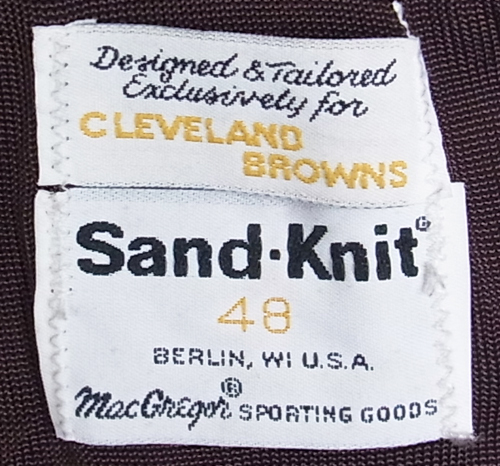 Designed & Tailored
Exclusively for
CLEVELAND
BROWNS
Sand·Knit®
48
BERLIN, WI U.S.A.
MacGregor® SPORTING GOODS